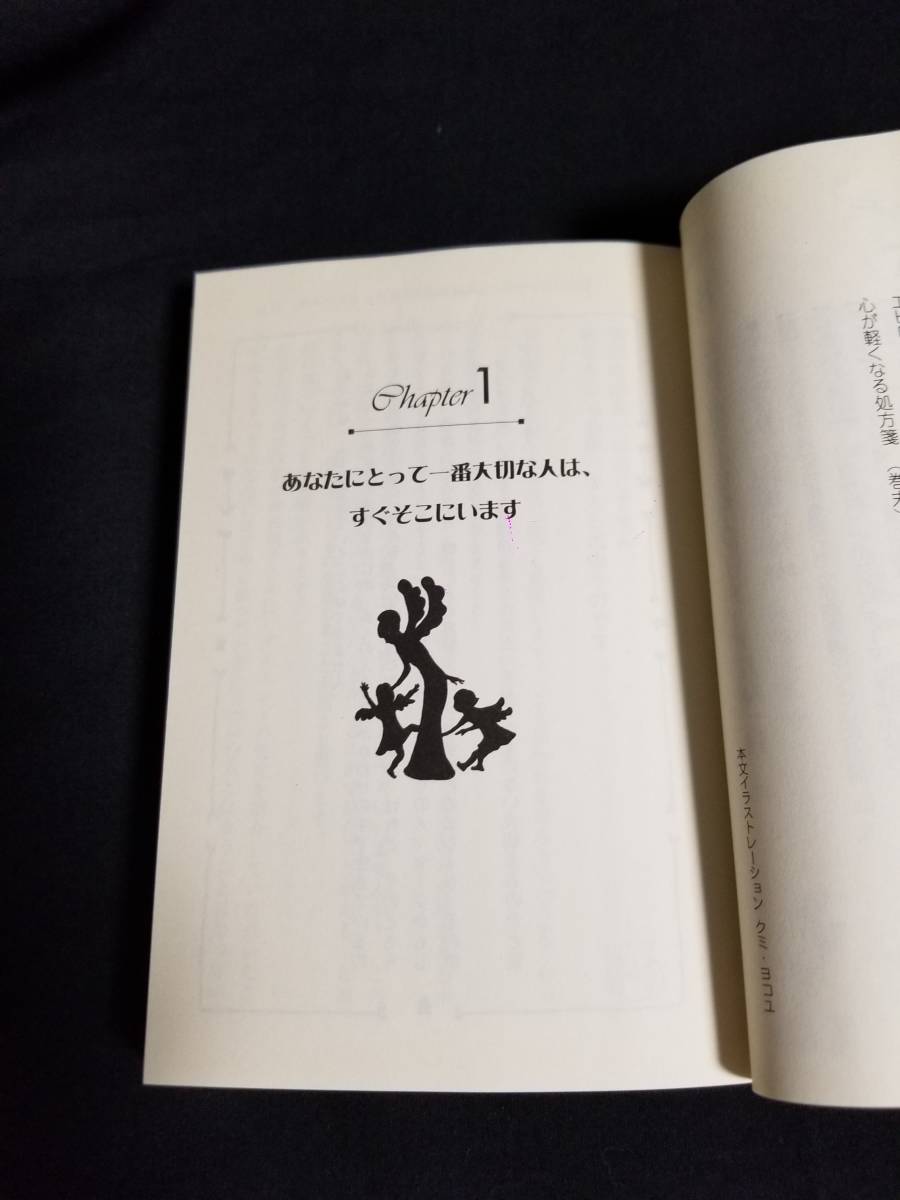 Chapter 1
あなたにとって一番大切な人は、
すぐそこにいます
心が軽くなる処方箋
本文イラストレーション クミ・ヨコユ